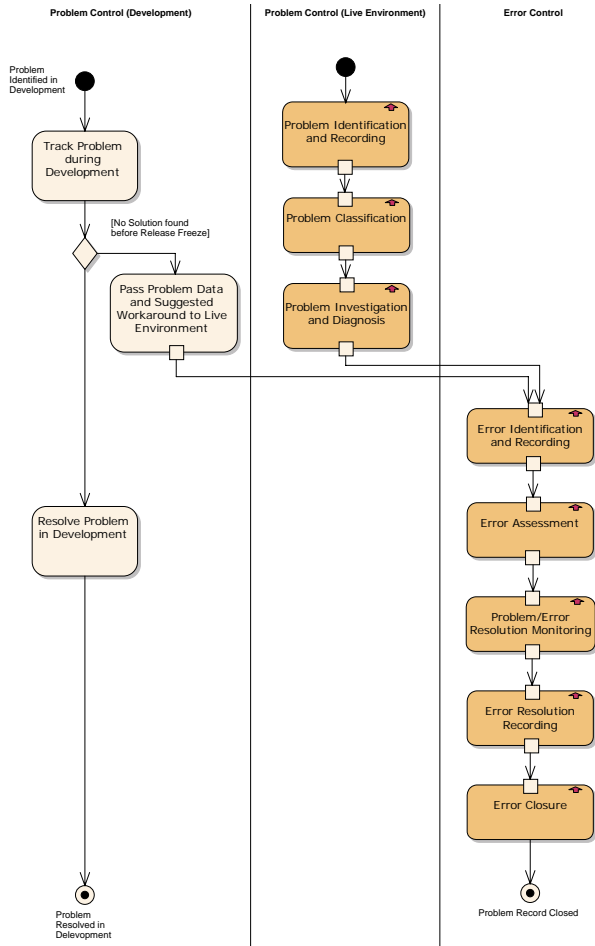 Problem Control (Development)
Problem Control (Live Environment)
Error Control
Problem
Identified in
Development
Track Problem
during
Development
[No Solution found
before Release Freeze]
Pass Problem Data
and Suggested
Workaround to Live
Environment
Resolve Problem
in Development
Problem
Resolved in
Delevopment
Problem Identification
and Recording
Problem Classification
Problem Investigation
and Diagnosis
Error Identification
and Recording
Error Assessment
Problem/Error
Resolution Monitoring
Error Resolution
Recording
Error Closure
Problem Record Closed